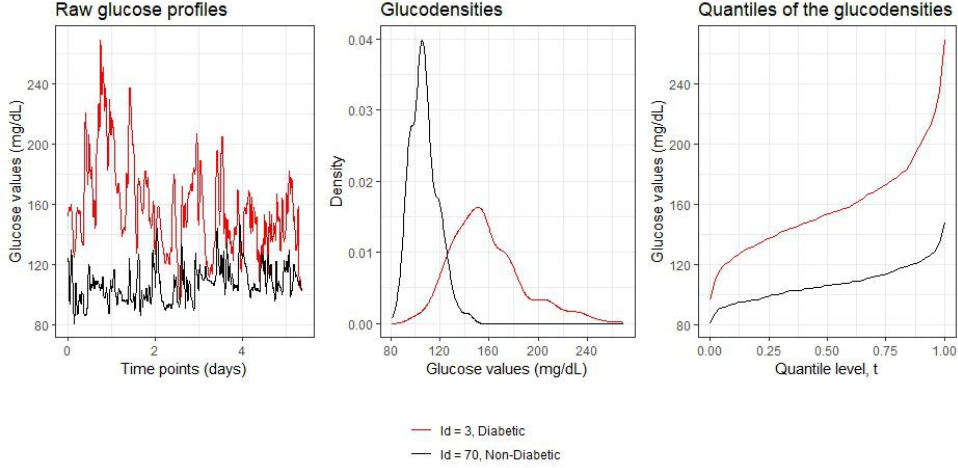 Raw glucose profiles
Glucose values (mg/dL)
240
200
160
120
80
0
2
4
Time points (days)
Glucodensities
Density
0.04
0.03
0.02
0.01
0.00
80
120
160
200
240
Glucose values (mg/dL)
Quantiles of the glucodensities
Glucose values (mg/dL)
240
200
160
120
80
0.00
0.25
0.50
0.75
1.00
Quantile level, t
Id = 3, Diabetic
Id = 70, Non-Diabetic